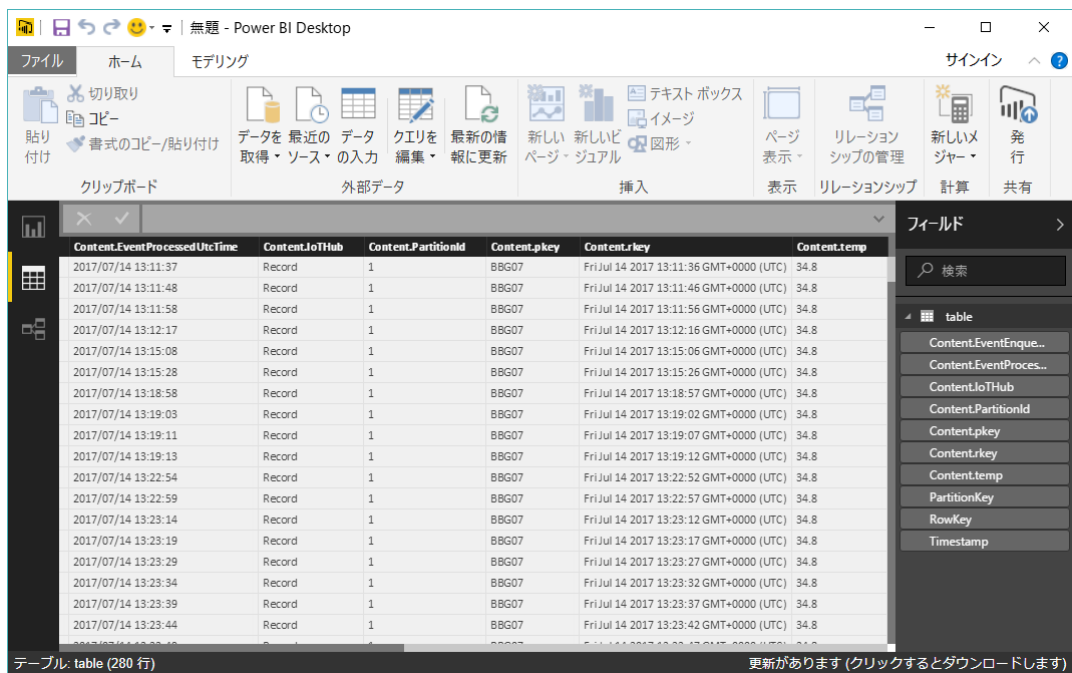 無題 - Power BI Desktop
ファイル ホーム モデリング サインイン
切り取り
コピー
書式のコピー/貼り付け
貼り付け
クリップボード
データを取得
最近のソース
データの入力
クエリを編集
最新の情報に更新
外部データ
新しいページ
新しいビジュアル
テキスト ボックス
イメージ
図形
挿入
ページ表示
表示
リレーションシップの管理
リレーションシップ
新しいメジャー
計算
発行
共有
Content.EventProcessedUtcTime Content.IoTHub Content.PartitionId Content.pkey Content.rkey Content.temp
2017/07/14 13:11:37 Record 1 BBG07 Fri Jul 14 2017 13:11:36 GMT+0000 (UTC) 34.8
2017/07/14 13:11:48 Record 1 BBG07 Fri Jul 14 2017 13:11:46 GMT+0000 (UTC) 34.8
2017/07/14 13:11:58 Record 1 BBG07 Fri Jul 14 2017 13:11:56 GMT+0000 (UTC) 34.8
2017/07/14 13:12:17 Record 1 BBG07 Fri Jul 14 2017 13:12:16 GMT+0000 (UTC) 34.8
2017/07/14 13:15:08 Record 1 BBG07 Fri Jul 14 2017 13:15:06 GMT+0000 (UTC) 34.8
2017/07/14 13:15:28 Record 1 BBG07 Fri Jul 14 2017 13:15:26 GMT+0000 (UTC) 34.8
2017/07/14 13:18:58 Record 1 BBG07 Fri Jul 14 2017 13:18:57 GMT+0000 (UTC) 34.8
2017/07/14 13:19:03 Record 1 BBG07 Fri Jul 14 2017 13:19:02 GMT+0000 (UTC) 34.8
2017/07/14 13:19:11 Record 1 BBG07 Fri Jul 14 2017 13:19:07 GMT+0000 (UTC) 34.8
2017/07/14 13:19:13 Record 1 BBG07 Fri Jul 14 2017 13:19:12 GMT+0000 (UTC) 34.8
2017/07/14 13:22:54 Record 1 BBG07 Fri Jul 14 2017 13:22:52 GMT+0000 (UTC) 34.8
2017/07/14 13:22:59 Record 1 BBG07 Fri Jul 14 2017 13:22:57 GMT+0000 (UTC) 34.8
2017/07/14 13:23:14 Record 1 BBG07 Fri Jul 14 2017 13:23:12 GMT+0000 (UTC) 34.8
2017/07/14 13:23:19 Record 1 BBG07 Fri Jul 14 2017 13:23:17 GMT+0000 (UTC) 34.8
2017/07/14 13:23:29 Record 1 BBG07 Fri Jul 14 2017 13:23:27 GMT+0000 (UTC) 34.8
2017/07/14 13:23:34 Record 1 BBG07 Fri Jul 14 2017 13:23:32 GMT+0000 (UTC) 34.8
2017/07/14 13:23:39 Record 1 BBG07 Fri Jul 14 2017 13:23:37 GMT+0000 (UTC) 34.8
2017/07/14 13:23:44 Record 1 BBG07 Fri Jul 14 2017 13:23:42 GMT+0000 (UTC) 34.8
フィールド
検索
table
Content.EventEnque...
Content.EventProces...
Content.IoTHub
Content.PartitionId
Content.pkey
Content.rkey
Content.temp
PartitionKey
RowKey
Timestamp
テーブル: table (280 行)
更新があります (クリックするとダウンロードします)